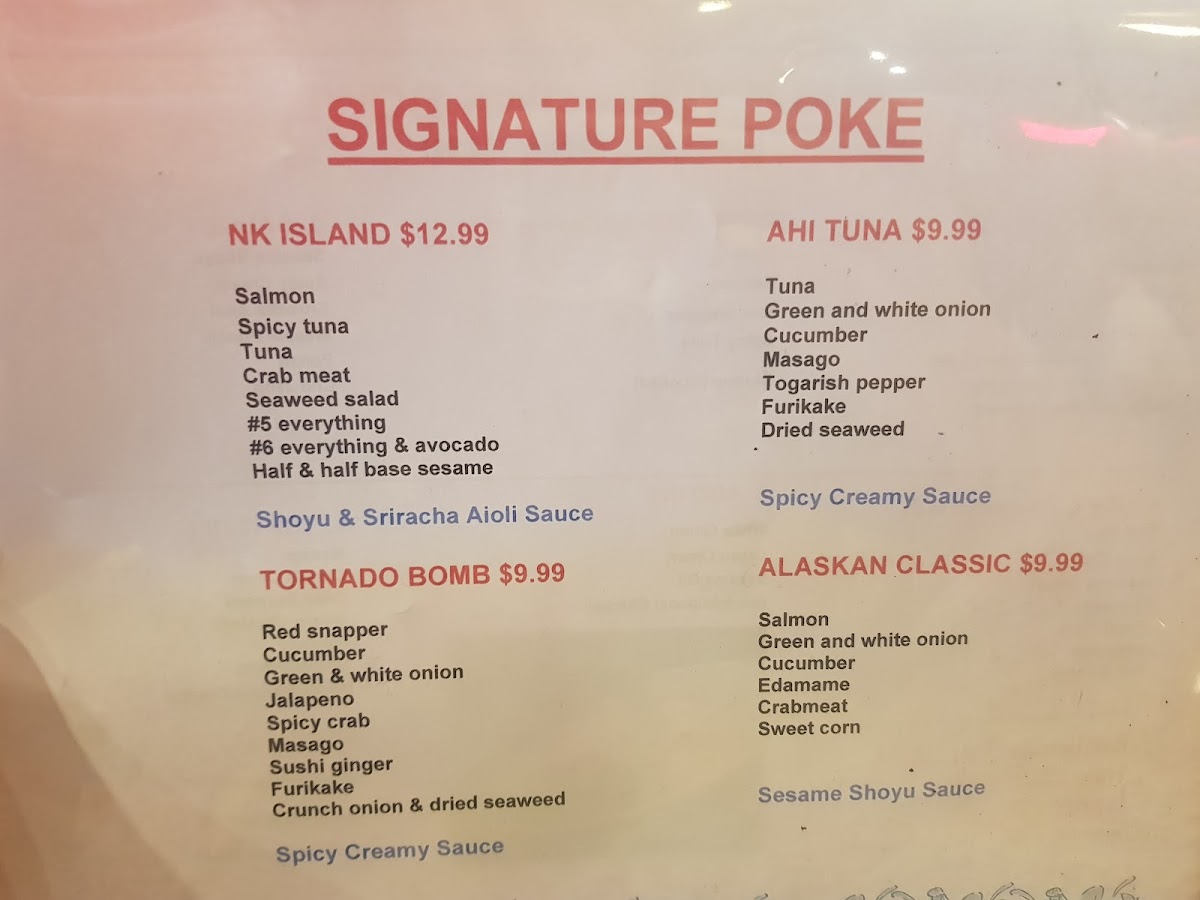 SIGNATURE POKE
NK ISLAND $12.99
Salmon
Spicy tuna
Tuna
Crab meat
Seaweed salad
#5 everything
#6 everything & avocado
Half & half base sesame
Shoyu & Sriracha Aioli Sauce
AHI TUNA $9.99
Tuna
Green and white onion
Cucumber
Masago
Togarish pepper
Furikake
Dried seaweed
Spicy Creamy Sauce
TORNADO BOMB $9.99
Red snapper
Cucumber
Green & white onion
Jalapeno
Spicy crab
Masago
Sushi ginger
Furikake
Crunch onion & dried seaweed
Spicy Creamy Sauce
ALASKAN CLASSIC $9.99
Salmon
Green and white onion
Cucumber
Edamame
Crabmeat
Sweet corn
Sesame Shoyu Sauce